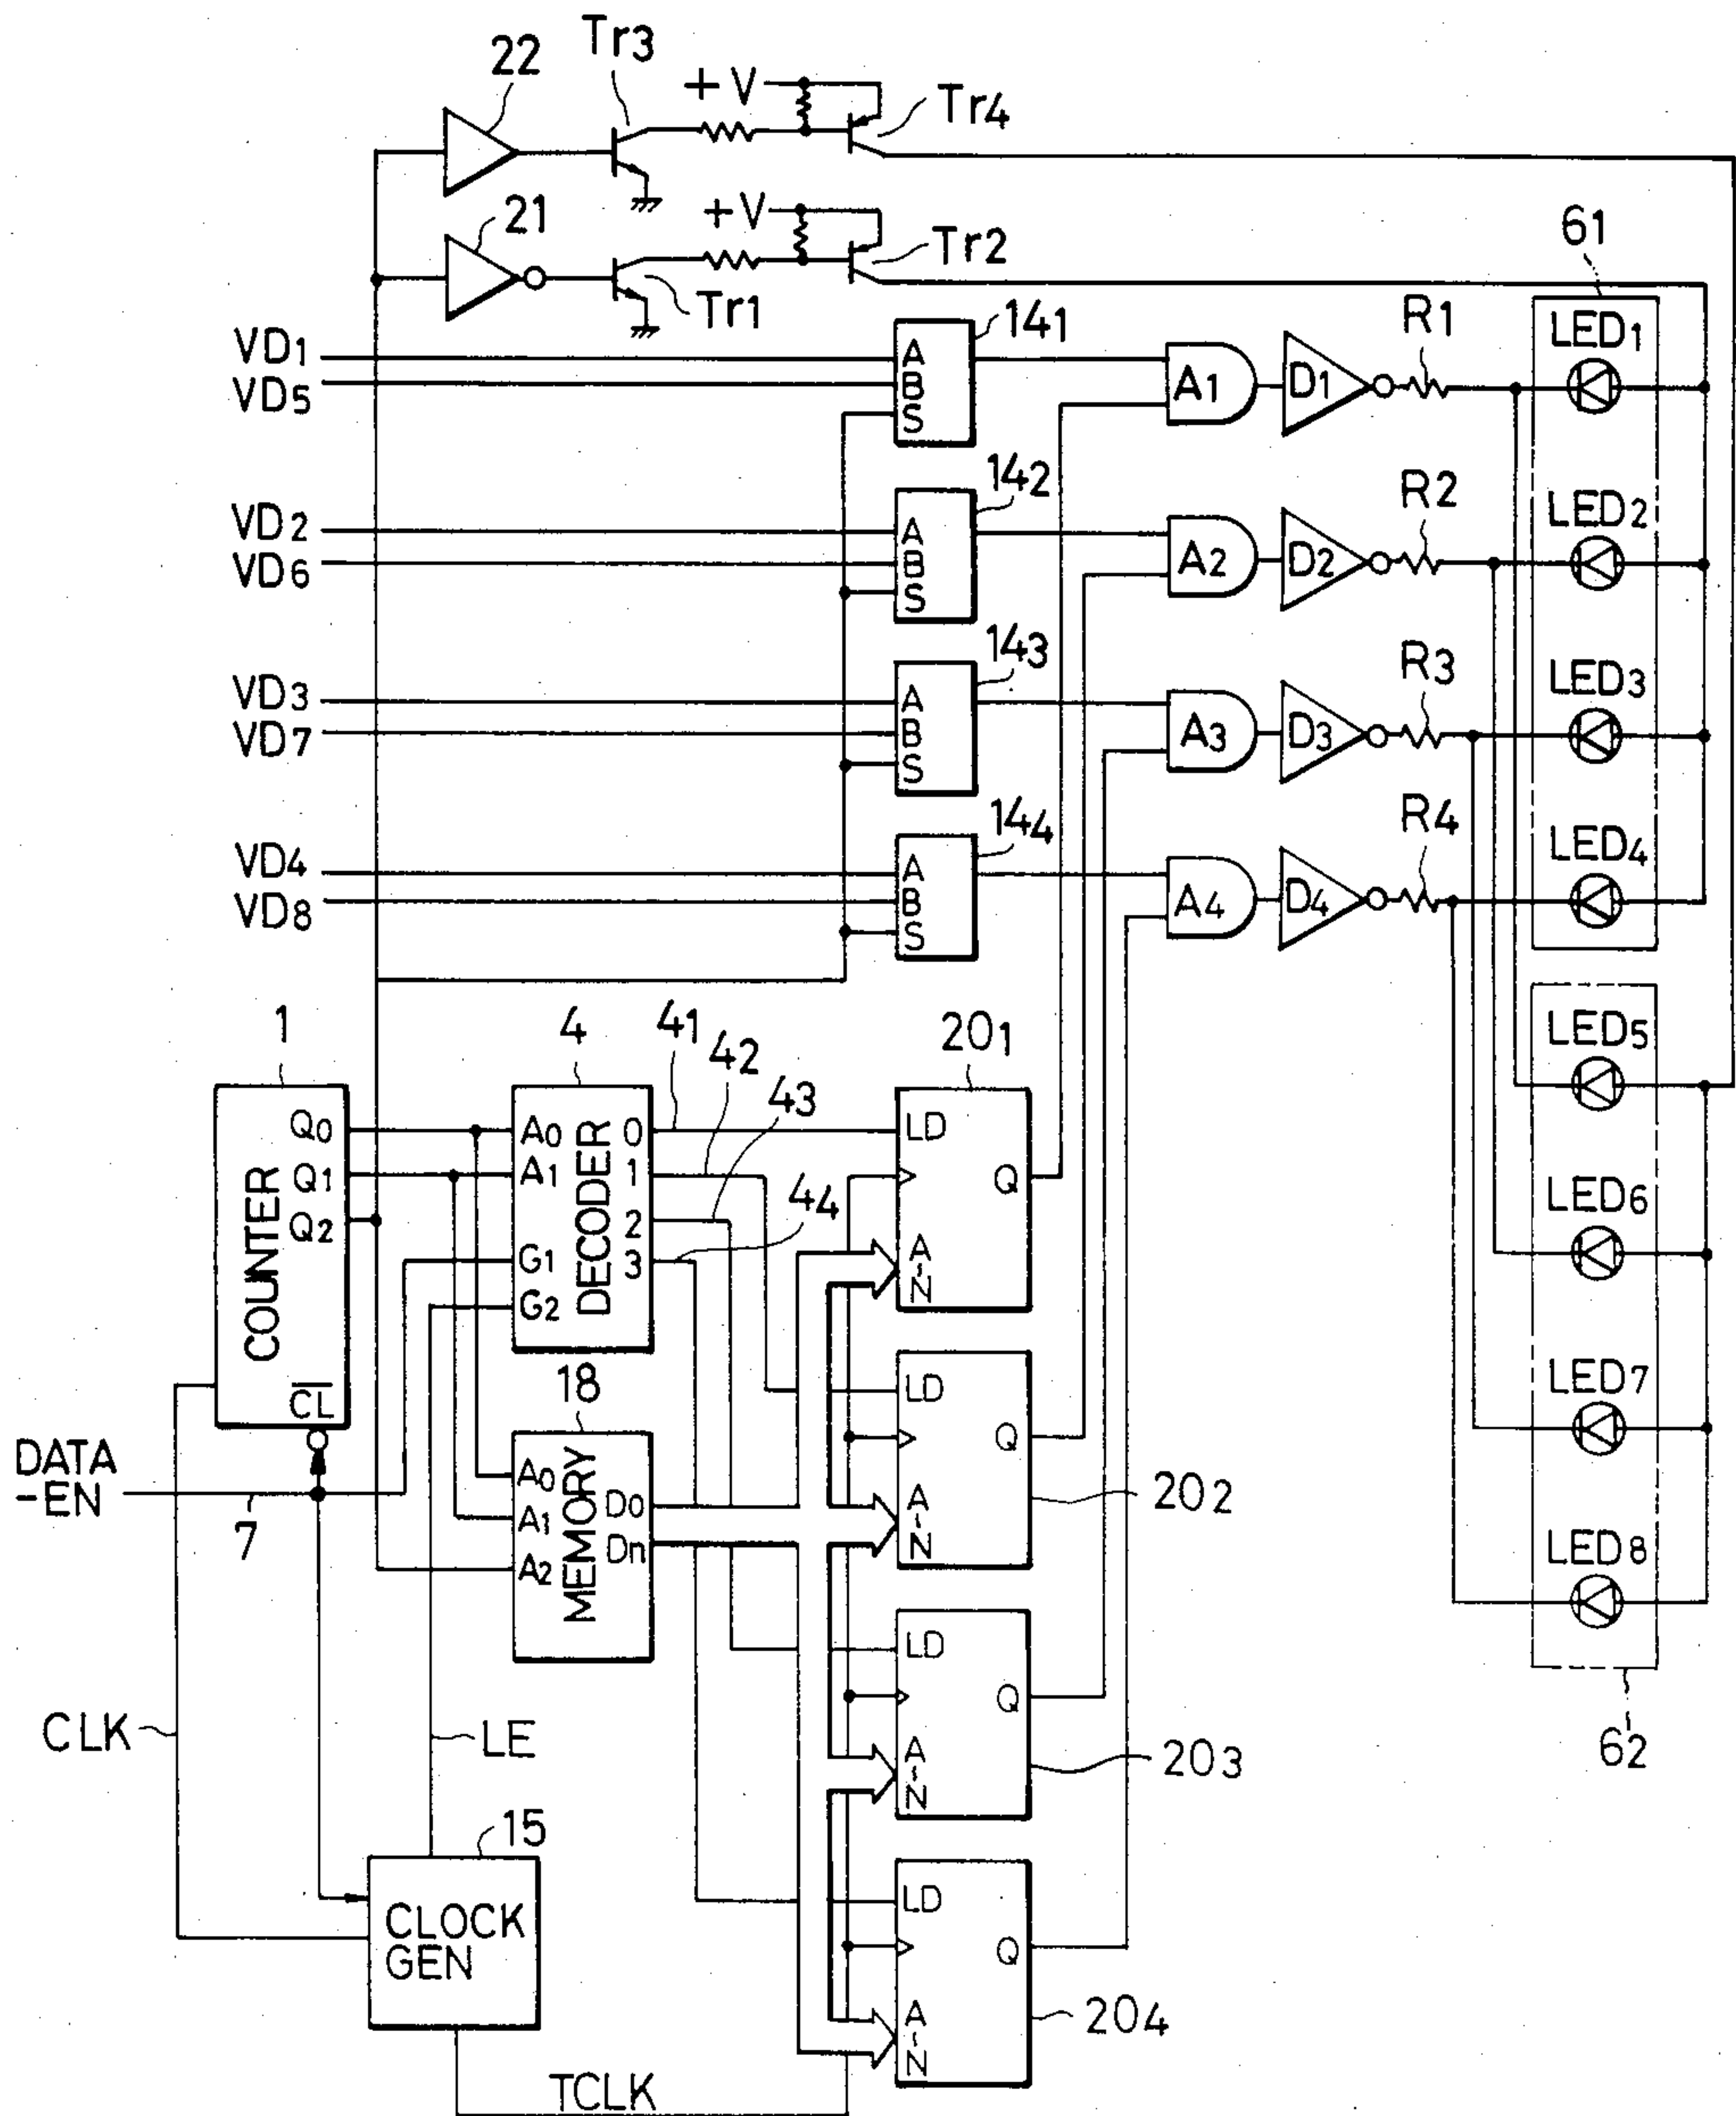 22
Tr3
+V
Tr4
21
Tr1
+V
Tr2
61
VD1
VD5
A
B
S
141
A1
D1
R1
LED1
VD2
VD6
A
B
S
142
A2
D2
R2
LED2
VD3
VD7
A
B
S
143
A3
D3
R3
LED3
VD4
VD8
A
B
S
144
A4
D4
R4
LED4
1
COUNTER
Q0
Q1
Q2
CL
4
DECODER
A0
A1
G1
G2
0
1
2
3
41
42
43
44
201
LD
Q
A~N
LED5
LED6
LED7
LED8
62
DATA
-EN
7
18
MEMORY
A0
A1
A2
D0
Dn
LD
Q
A~N
202
LD
Q
A~N
203
LD
Q
A~N
204
CLK
LE
15
CLOCK
GEN
TCLK